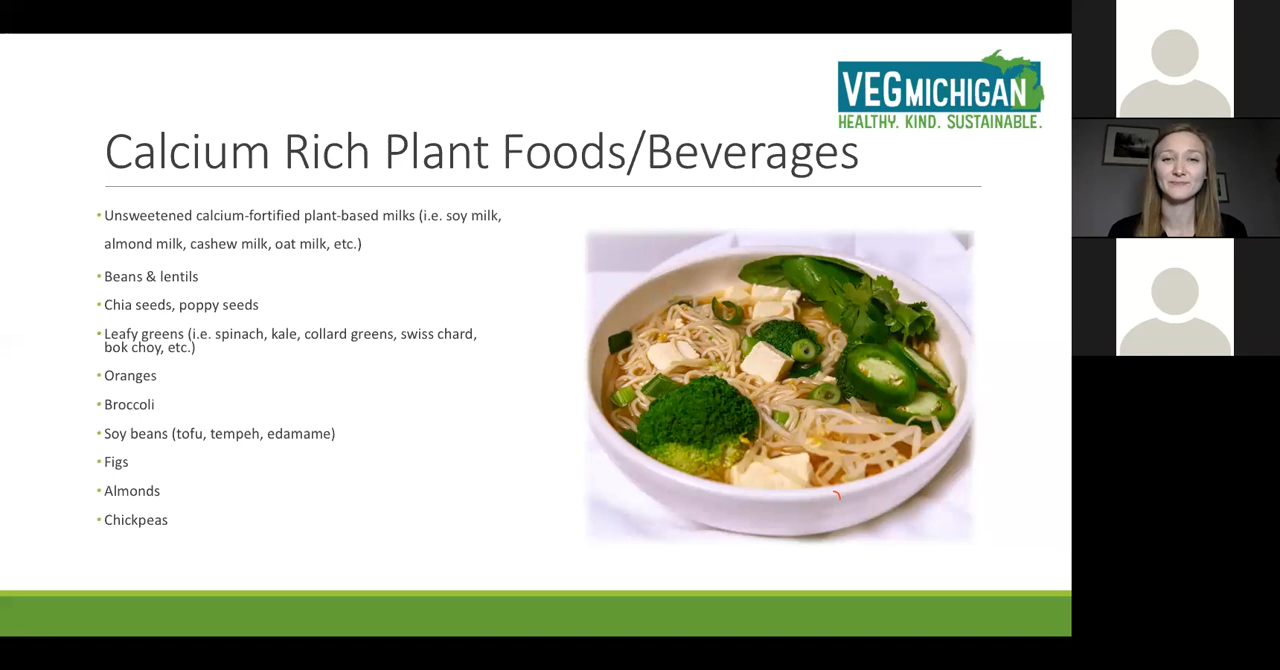 VEGMICHIGAN
HEALTHY. KIND. SUSTAINABLE.
Calcium Rich Plant Foods/Beverages
•Unsweetened calcium-fortified plant-based milks (i.e. soy milk,
almond milk, cashew milk, oat milk, etc.)
•Beans & lentils
•Chia seeds, poppy seeds
•Leafy greens (i.e. spinach, kale, collard greens, swiss chard,
bok choy, etc.)
•Oranges
•Broccoli
•Soy beans (tofu, tempeh, edamame)
•Figs
•Almonds
•Chickpeas